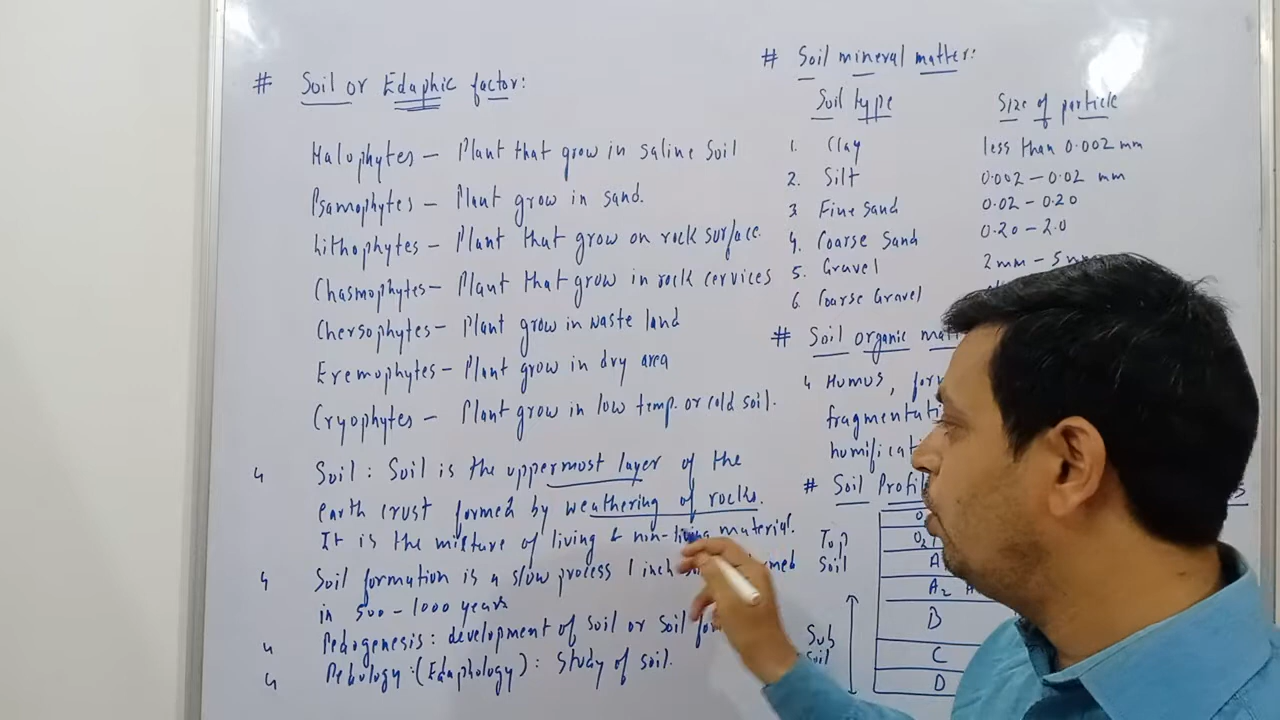 # Soil or Edaphic factor:
Halophytes – Plant that grow in saline soil
Psamophytes – Plant grow in sand.
Lithophytes – Plant that grow on rock surface.
Chasmophytes – Plant that grow in rock cervices
Chersophytes – Plant grow in waste land
Eremophytes – Plant grow in dry area
Cryophytes – Plant grow in low temp. or cold soil.
Soil : Soil is the uppermost layer of the
earth crust formed by weathering of rocks.
It is the mixture of living & non-living material.
Soil formation is a slow process 1 inch
in 500 – 1000 years
Pedogenesis : development of soil or soil
Pebology : (Edaphology) : Study of soil.
# Soil mineral matter:
Soil type Size of particle
1. Clay less than 0.002 mm
2. Silt 0.002 – 0.02 mm
3 Fine sand 0.02 – 0.20
4. Coarse Sand 0.20 – 2.0
5. Gravel 2mm – 5
6. Coarse Gravel
# Soil organic
Humus,
# Soil
Top
Soil
A
A2
B
Sub
Soil
C
D